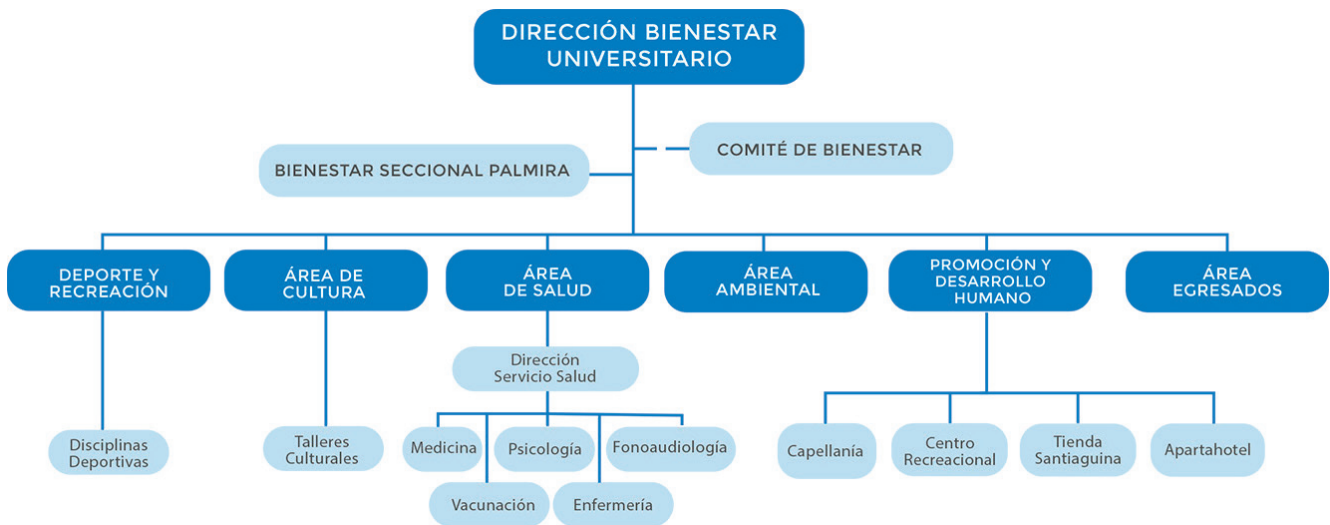 DIRECCIÓN BIENESTAR
UNIVERSITARIO
COMITÉ DE BIENESTAR
BIENESTAR SECCIONAL PALMIRA
DEPORTE Y
RECREACIÓN
ÁREA DE
CULTURA
ÁREA
DE SALUD
ÁREA
AMBIENTAL
PROMOCIÓN Y
DESARROLLO
HUMANO
ÁREA
EGRESADOS
Dirección
Servicio Salud
Disciplinas
Deportivas
Talleres
Culturales
Medicina
Psicología
Fonoaudiología
Vacunación
Enfermería
Capellanía
Centro
Recreacional
Tienda
Santiaguina
Apartahotel